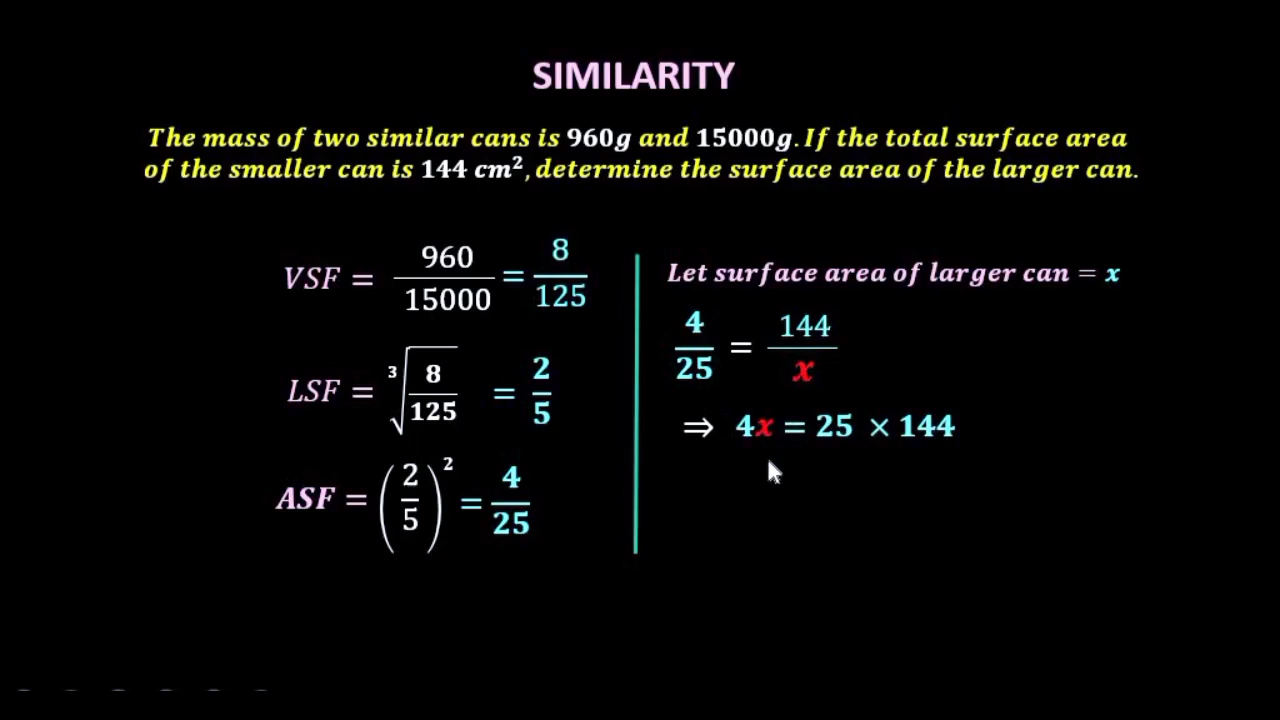 SIMILARITY
The mass of two similar cans is 960g and 15000g. If the total surface area
of the smaller can is 144 cm², determine the surface area of the larger can.
VSF = 960/15000 = 8/125
LSF = ³√(8/125) = 2/5
ASF = (2/5)² = 4/25
Let surface area of larger can = x
4/25 = 144/x
⇒ 4x = 25 × 144